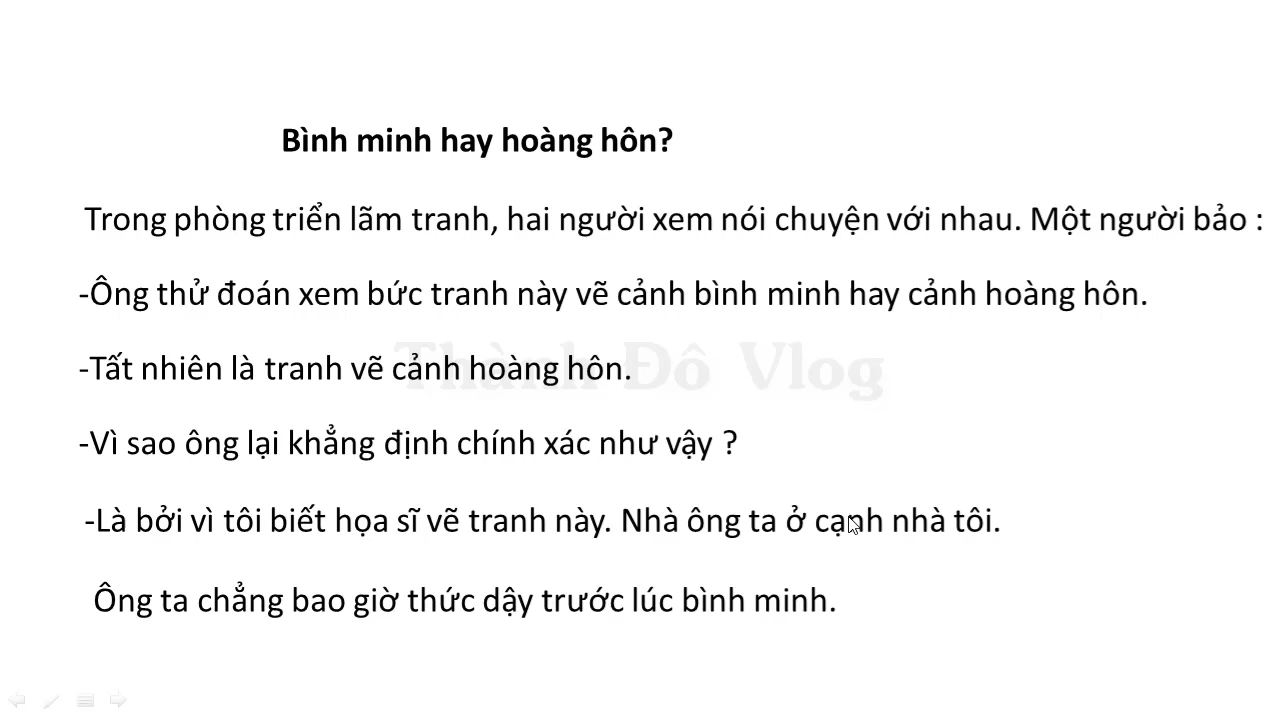 Bình minh hay hoàng hôn?
Trong phòng triển lãm tranh, hai người xem nói chuyện với nhau. Một người bảo :
-Ông thử đoán xem bức tranh này vẽ cảnh bình minh hay cảnh hoàng hôn.
-Tất nhiên là tranh vẽ cảnh hoàng hôn.
Thành Đô Vlog
-Vì sao ông lại khẳng định chính xác như vậy ?
-Là bởi vì tôi biết họa sĩ vẽ tranh này. Nhà ông ta ở cạnh nhà tôi.
Ông ta chẳng bao giờ thức dậy trước lúc bình minh.